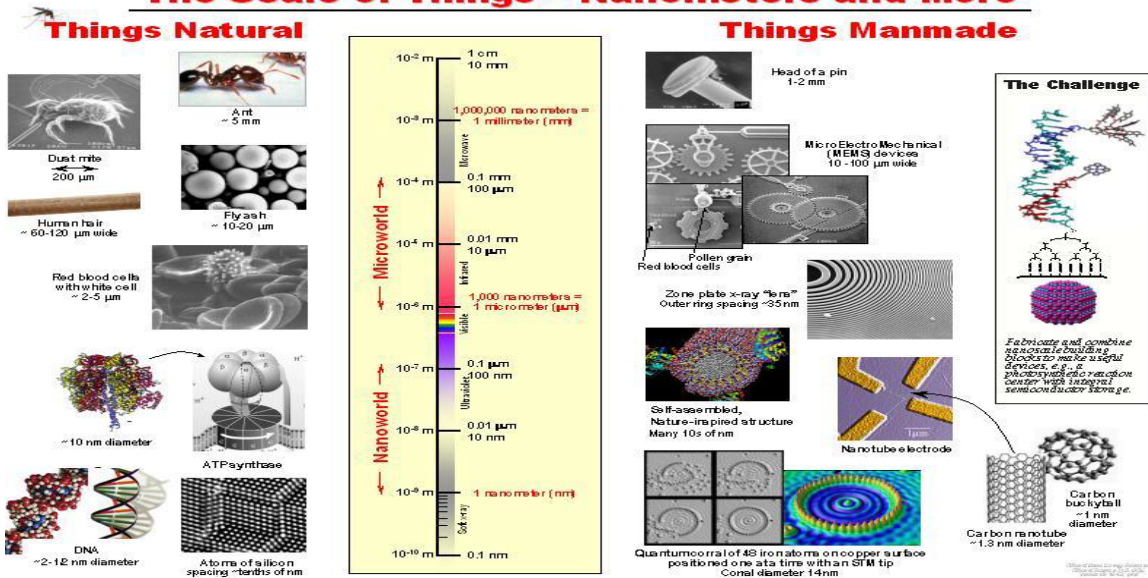 The Scale of Things – Nanometers and More
Things Natural
Things Manmade
Ant
~ 5 mm
Dust mite
200 µm
Human hair
~ 60-120 µm wide
Fly ash
~ 10-20 µm
Red blood cells
with white cell
~ 2-5 µm
~10 nm diameter
ATP synthase
DNA
~2-1/2 nm diameter
Atoms of silicon
spacing ~tenths of nm
Microworld
Nanoworld
10-2 m
1 cm
10 mm
1,000,000 nanometers =
10-3 m
1 millimeter (mm)
Microwave
10-4 m
0.1 mm
100 µm
10-5 m
0.01 mm
10 µm
Infrared
1,000 nanometers =
10-6 m
1 micrometer (µm)
Visible
10-7 m
0.1 µm
100 nm
Ultraviolet
10-8 m
0.01 µm
10 nm
10-9 m
1 nanometer (nm)
Soft x-ray
10-10 m
0.1 nm
Head of a pin
1-2 mm
MicroElectroMechanical
(MEMS) devices
10 -100 µm wide
Pollen grain
Red blood cells
Zone plate x-ray “lens”
Outer ring spacing ~35 nm
Self-assembled,
Nature-inspired structure
Many 10s of nm
1µm
Nanotube electrode
Quantum corral of 48 iron atoms on copper surface
positioned one at a time with an STM tip
Corral diameter 14 nm
Carbon nanotube
~1.3 nm diameter
Carbon
buckyball
~1 nm
diameter
The Challenge
Fabricate and combine
nanoscale building
blocks to make useful
devices, e.g., a
photosynthetic reaction
center with integral
semiconductor storage.